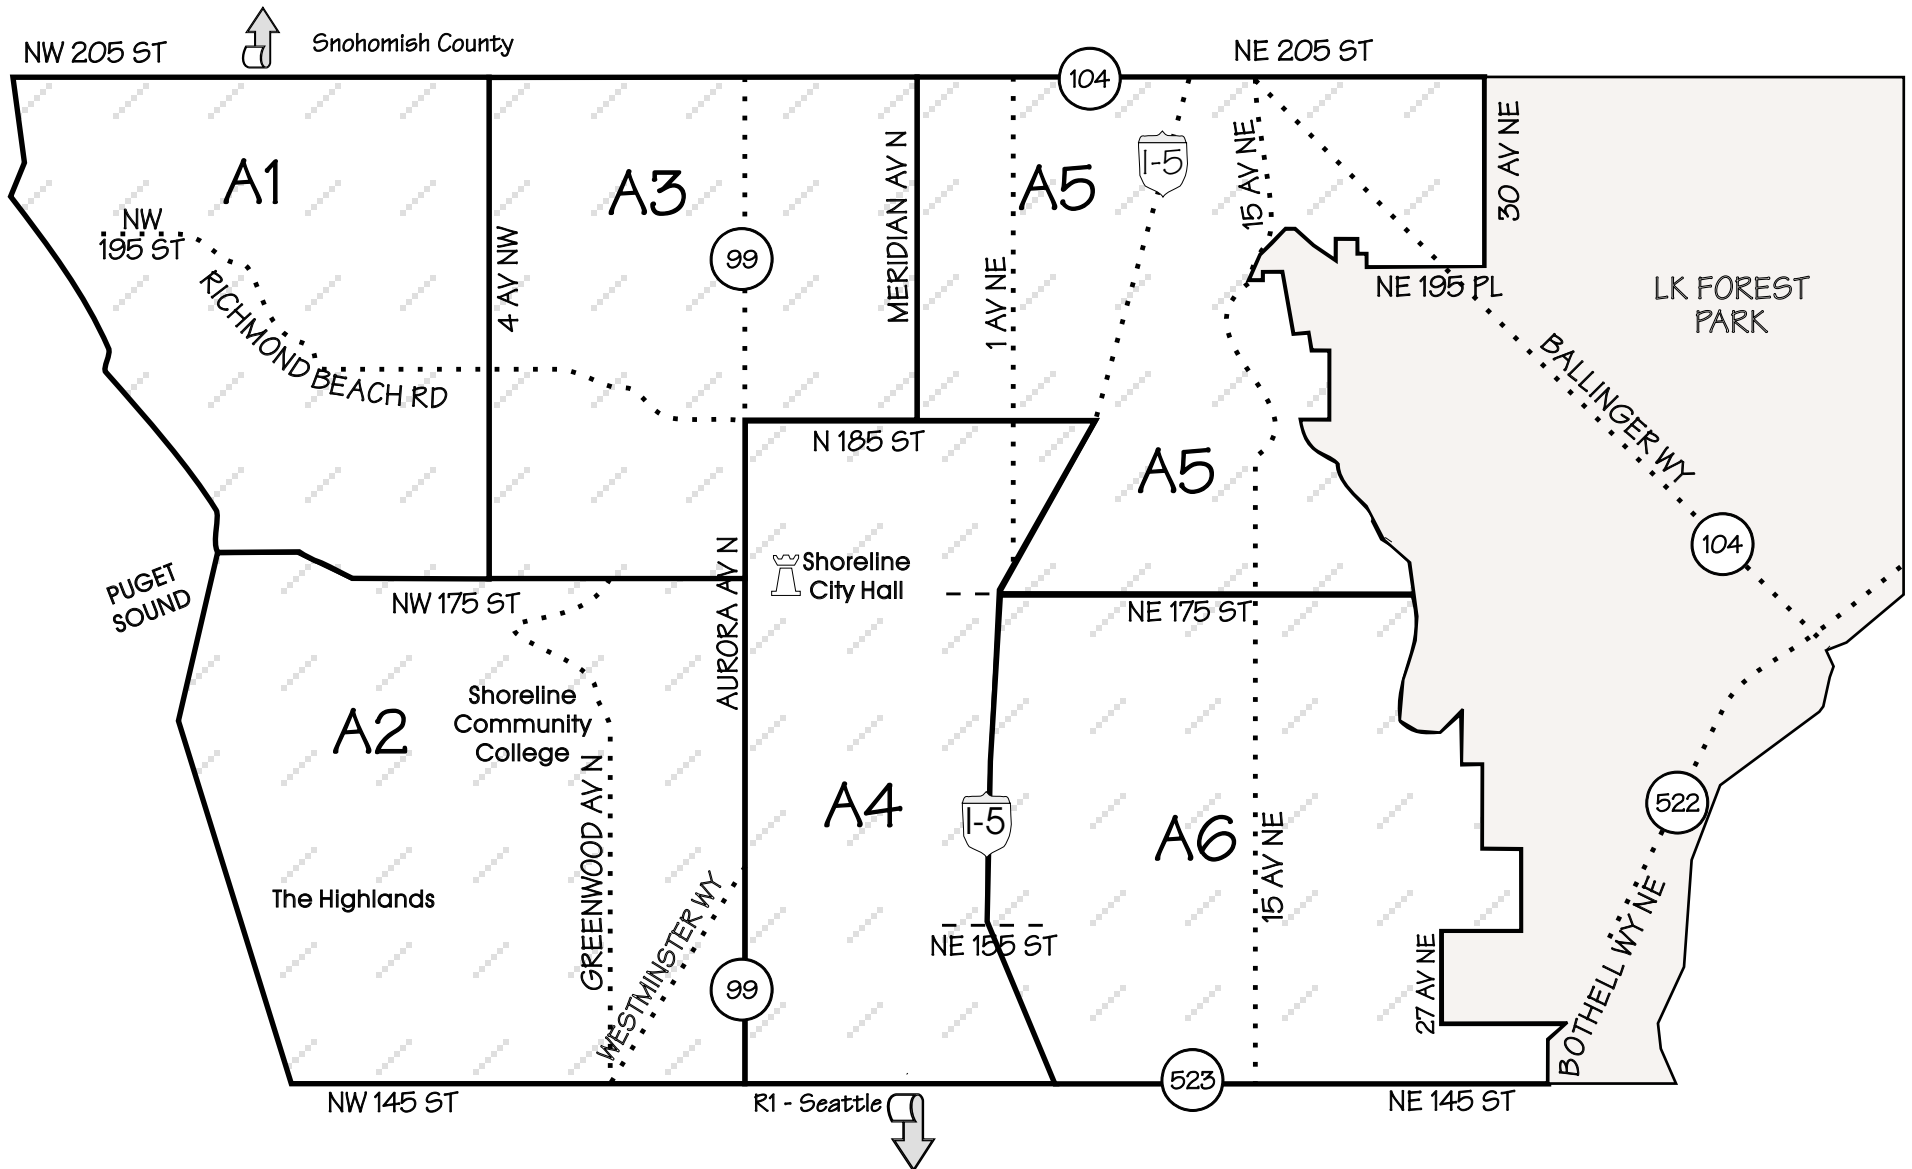 Snohomish County
NW 205 ST
NE 205 ST
104
30 AV NE
A1
A3
A5
I-5
15 AV NE
MERIDIAN AV N
NW
195 ST
99
4 AV NW
1 AV NE
RICHMOND BEACH RD
NE 195 PL
LK FOREST
PARK
BALLINGER WY
N 185 ST
A5
104
AURORA AV N
Shoreline
City Hall
PUGET
SOUND
NW 175 ST
NE 175 ST
Shoreline
Community
College
A2
A4
I-5
A6
15 AV NE
522
GREENWOOD AV N
The Highlands
WESTMINSTER WY
NE 155 ST
99
27 AV NE
BOTHELL WY NE
523
NW 145 ST
R1 - Seattle
NE 145 ST